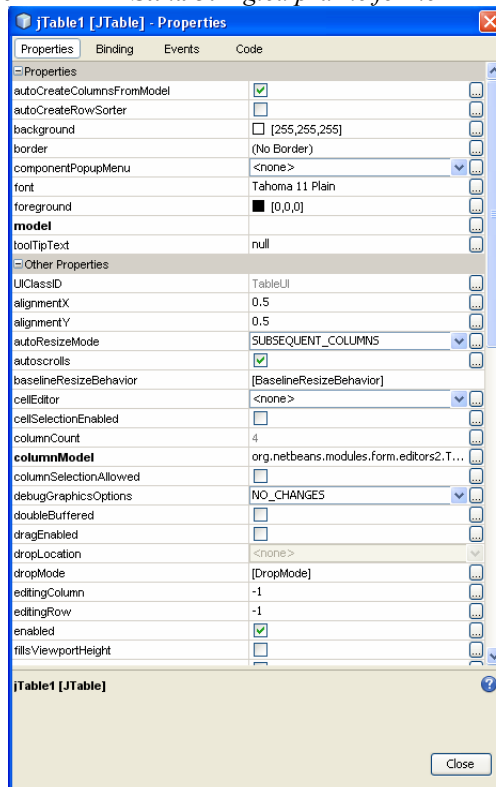 jTable1 [JTable] - Properties
Properties Binding Events Code
Properties
autoCreateColumnsFromModel
autoCreateRowSorter
background [255,255,255]
border (No Border)
componentPopupMenu <none>
font Tahoma 11 Plain
foreground [0,0,0]
model
toolTipText null
Other Properties
UIClassID TableUI
alignmentX 0.5
alignmentY 0.5
autoResizeMode SUBSEQUENT_COLUMNS
autoscrolls
baselineResizeBehavior [BaselineResizeBehavior]
cellEditor <none>
cellSelectionEnabled
columnCount 4
columnModel org.netbeans.modules.form.editors2.T...
columnSelectionAllowed
debugGraphicsOptions NO_CHANGES
doubleBuffered
dragEnabled
dropLocation <none>
dropMode [DropMode]
editingColumn -1
editingRow -1
enabled
fillsViewportHeight
jTable1 [JTable]
Close